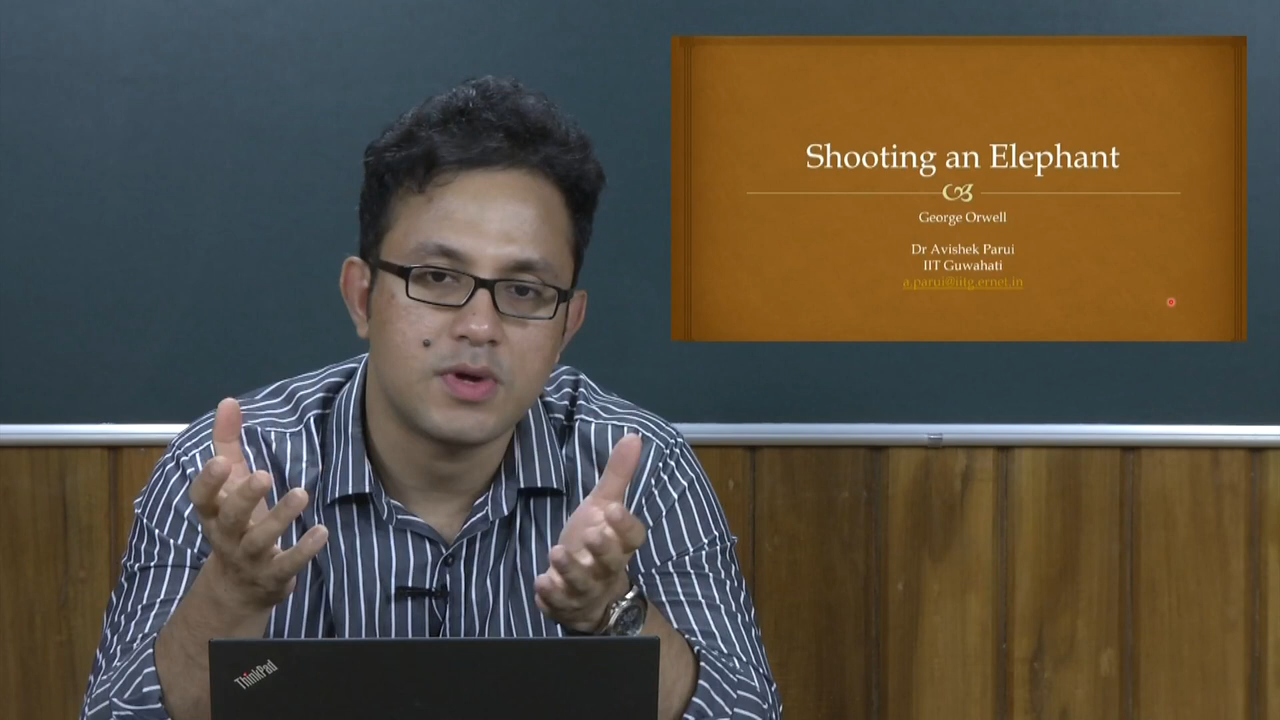 Shooting an Elephant
George Orwell
Dr Avishek Parui
IIT Guwahati
a.parui@iitg.ernet.in
ThinkPad